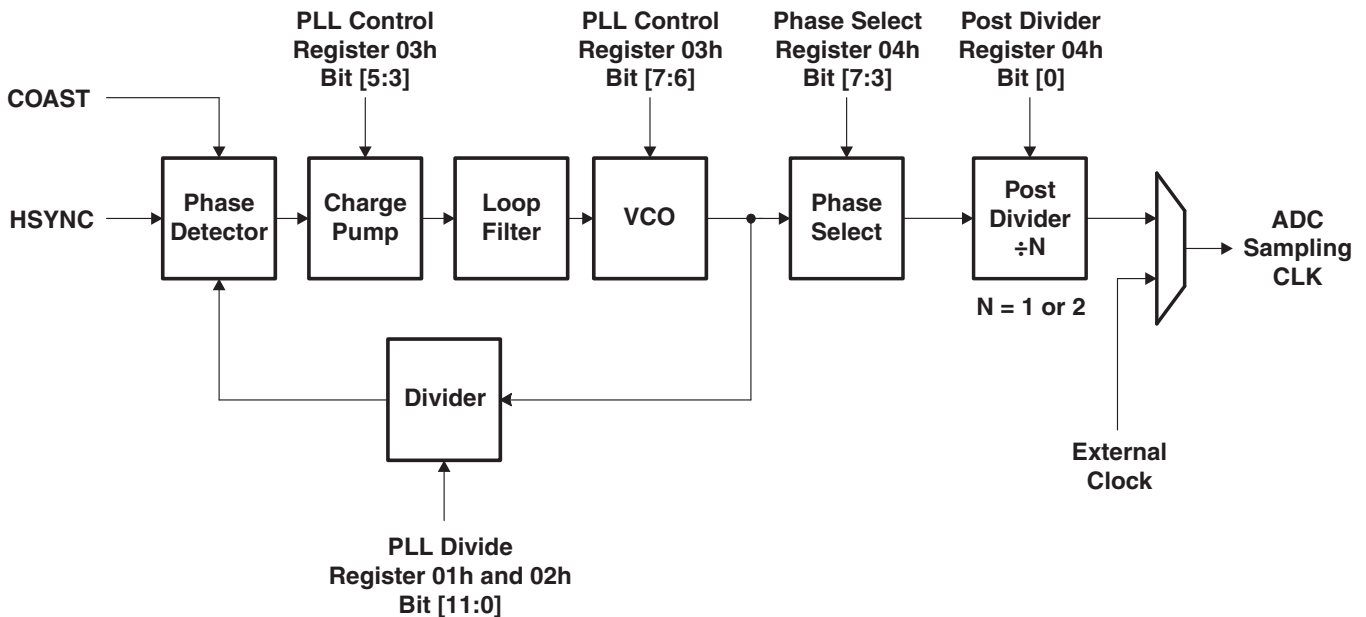 PLL Control
Register 03h
Bit [5:3]
PLL Control
Register 03h
Bit [7:6]
Phase Select
Register 04h
Bit [7:3]
Post Divider
Register 04h
Bit [0]
COAST
HSYNC
Phase
Detector
Charge
Pump
Loop
Filter
VCO
Phase
Select
Post
Divider
÷N
N = 1 or 2
ADC
Sampling
CLK
Divider
External
Clock
PLL Divide
Register 01h and 02h
Bit [11:0]